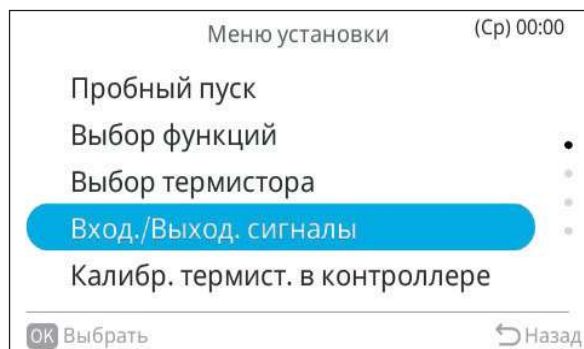 Меню установки (Ср) 00:00
Пробный пуск
Выбор функций
Выбор термистора
Вход./Выход. сигналы
Калибр. термист. в контроллере
OK Выбрать Назад